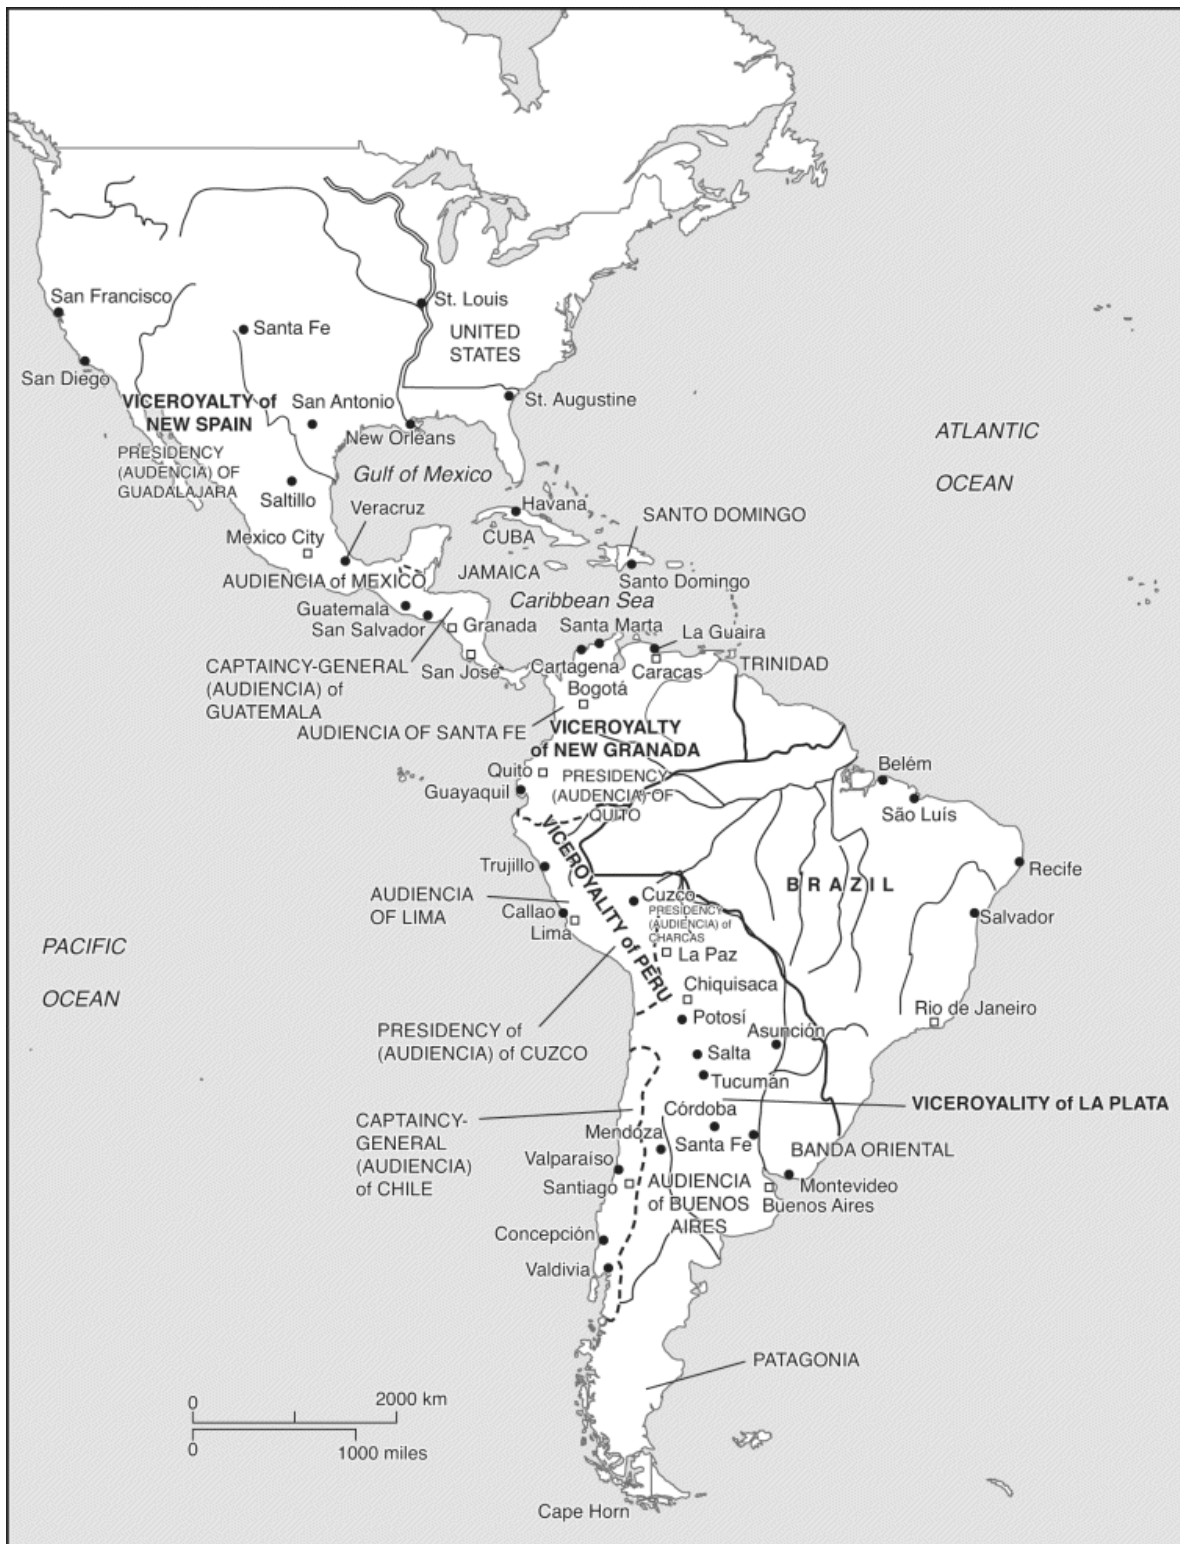 San Francisco
St. Louis
Santa Fe
UNITED
STATES
San Diego
VICEROYALTY of
NEW SPAIN
San Antonio
St. Augustine
New Orleans
ATLANTIC
OCEAN
PRESIDENCY
(AUDENCIA) OF
GUADALAJARA
Gulf of Mexico
Saltillo
Veracruz
Havana
SANTO DOMINGO
Mexico City
CUBA
AUDIENCIA of MEXICO
JAMAICA
Santo Domingo
Guatemala
Caribbean Sea
San Salvador
Granada
Santa Marta
La Guaira
CAPTAINCY-GENERAL
(AUDIENCIA) of
GUATEMALA
San José
Cartagena
Caracas
TRINIDAD
Bogotá
AUDIENCIA OF SANTA FE
VICEROYALTY
of NEW GRANADA
Quito
PRESIDENCY
(AUDENCIA) OF
QUITO
Guayaquil
Belém
São Luís
VICEROYALITY of PERU
Trujillo
Recife
BRAZIL
AUDIENCIA
OF LIMA
Cuzco
Callao
Lima
PRESIDENCY
(AUDIENCIA) of
CHARCAS
Salvador
PACIFIC
OCEAN
La Paz
Chiquisaca
Rio de Janeiro
Potosí
PRESIDENCY of
(AUDIENCIA) of CUZCO
Asunción
Salta
Tucumán
VICEROYALITY of LA PLATA
Córdoba
CAPTAINCY-
GENERAL
(AUDIENCIA)
of CHILE
Mendoza
Santa Fe
BANDA ORIENTAL
Valparaíso
Santiago
AUDIENCIA
of BUENOS
AIRES
Montevideo
Buenos Aires
Concepción
Valdivia
PATAGONIA
0
2000 km
0
1000 miles
Cape Horn